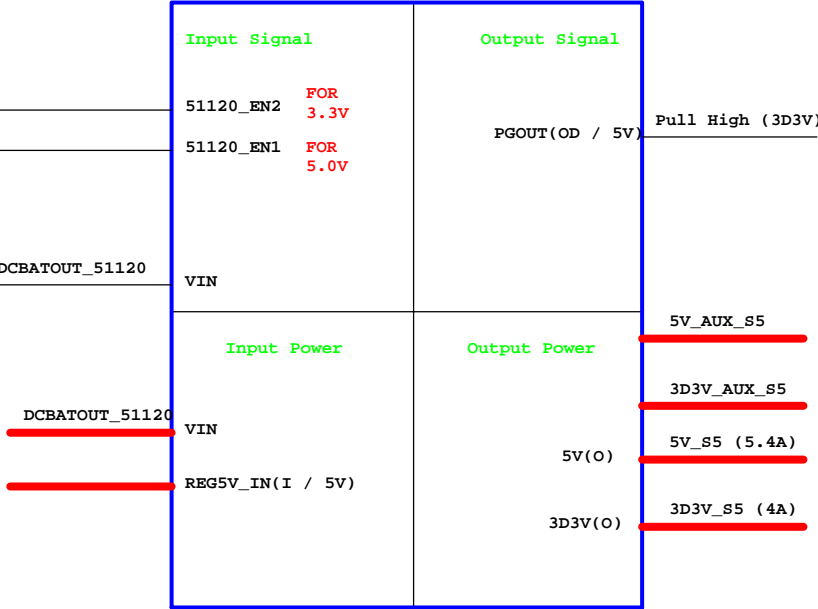 Input Signal
Output Signal
51120_EN2
FOR
3.3V
51120_EN1
FOR
5.0V
PGOUT(OD / 5V)
Pull High (3D3V)
DCBATOUT_51120
VIN
Input Power
Output Power
5V_AUX_S5
3D3V_AUX_S5
DCBATOUT_51120
VIN
5V(O)
5V_S5 (5.4A)
REG5V_IN(I / 5V)
3D3V(O)
3D3V_S5 (4A)